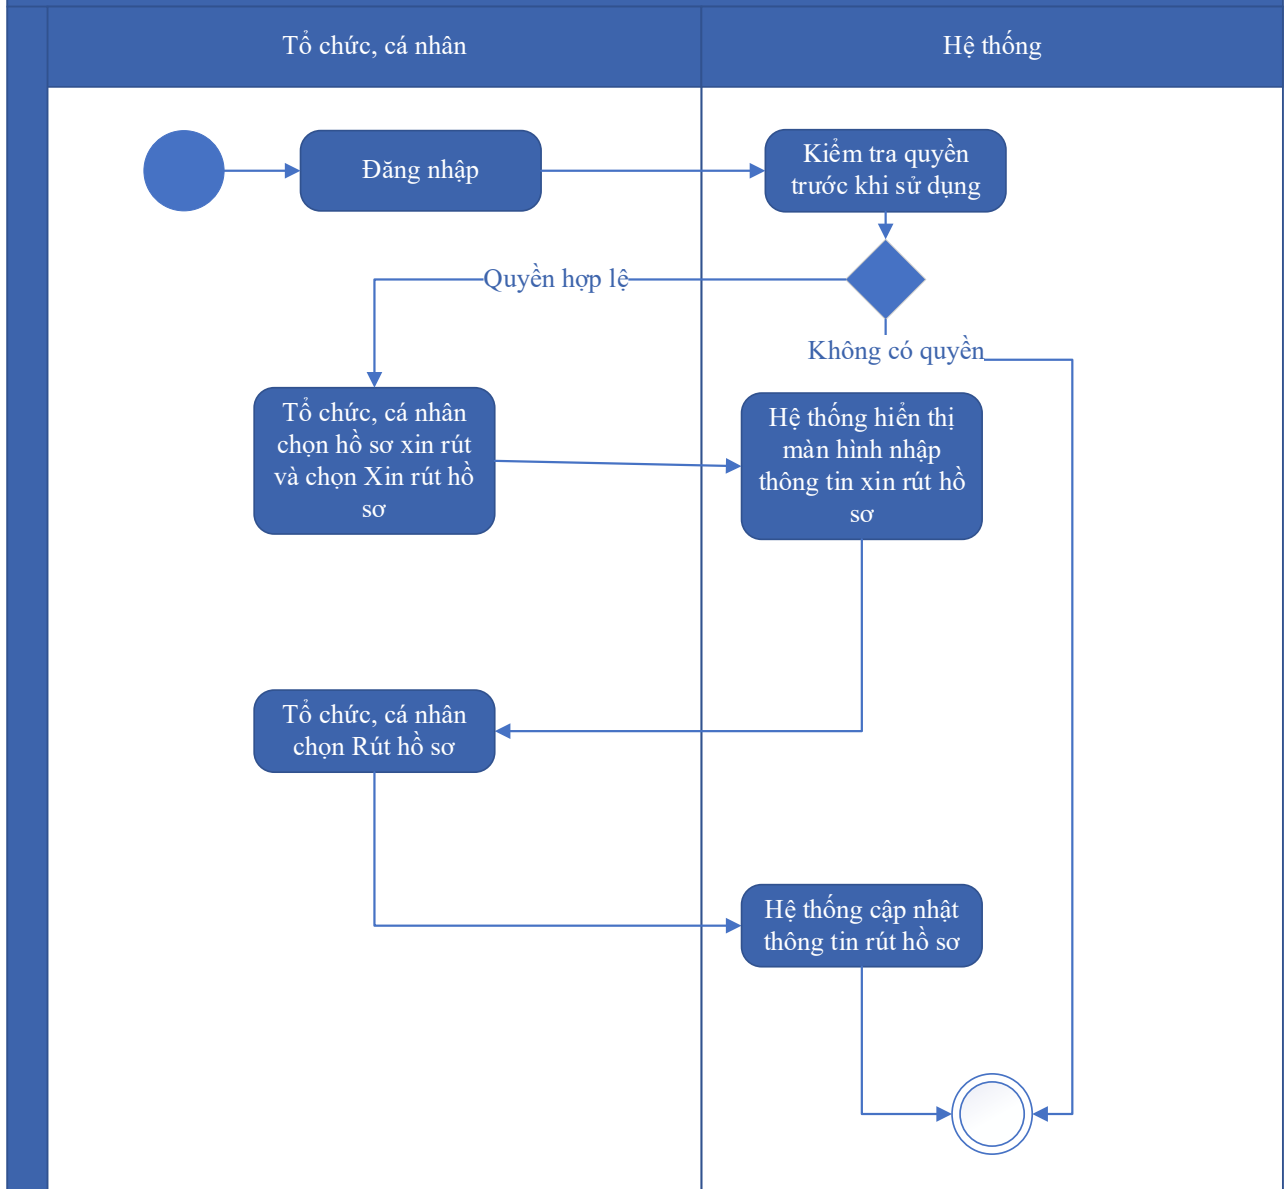 Tổ chức, cá nhân
Hệ thống
Đăng nhập
Kiểm tra quyền
trước khi sử dụng
Quyền hợp lệ
Không có quyền
Tổ chức, cá nhân
chọn hồ sơ xin rút
và chọn Xin rút hồ
sơ
Hệ thống hiển thị
màn hình nhập
thông tin xin rút hồ
sơ
Tổ chức, cá nhân
chọn Rút hồ sơ
Hệ thống cập nhật
thông tin rút hồ sơ